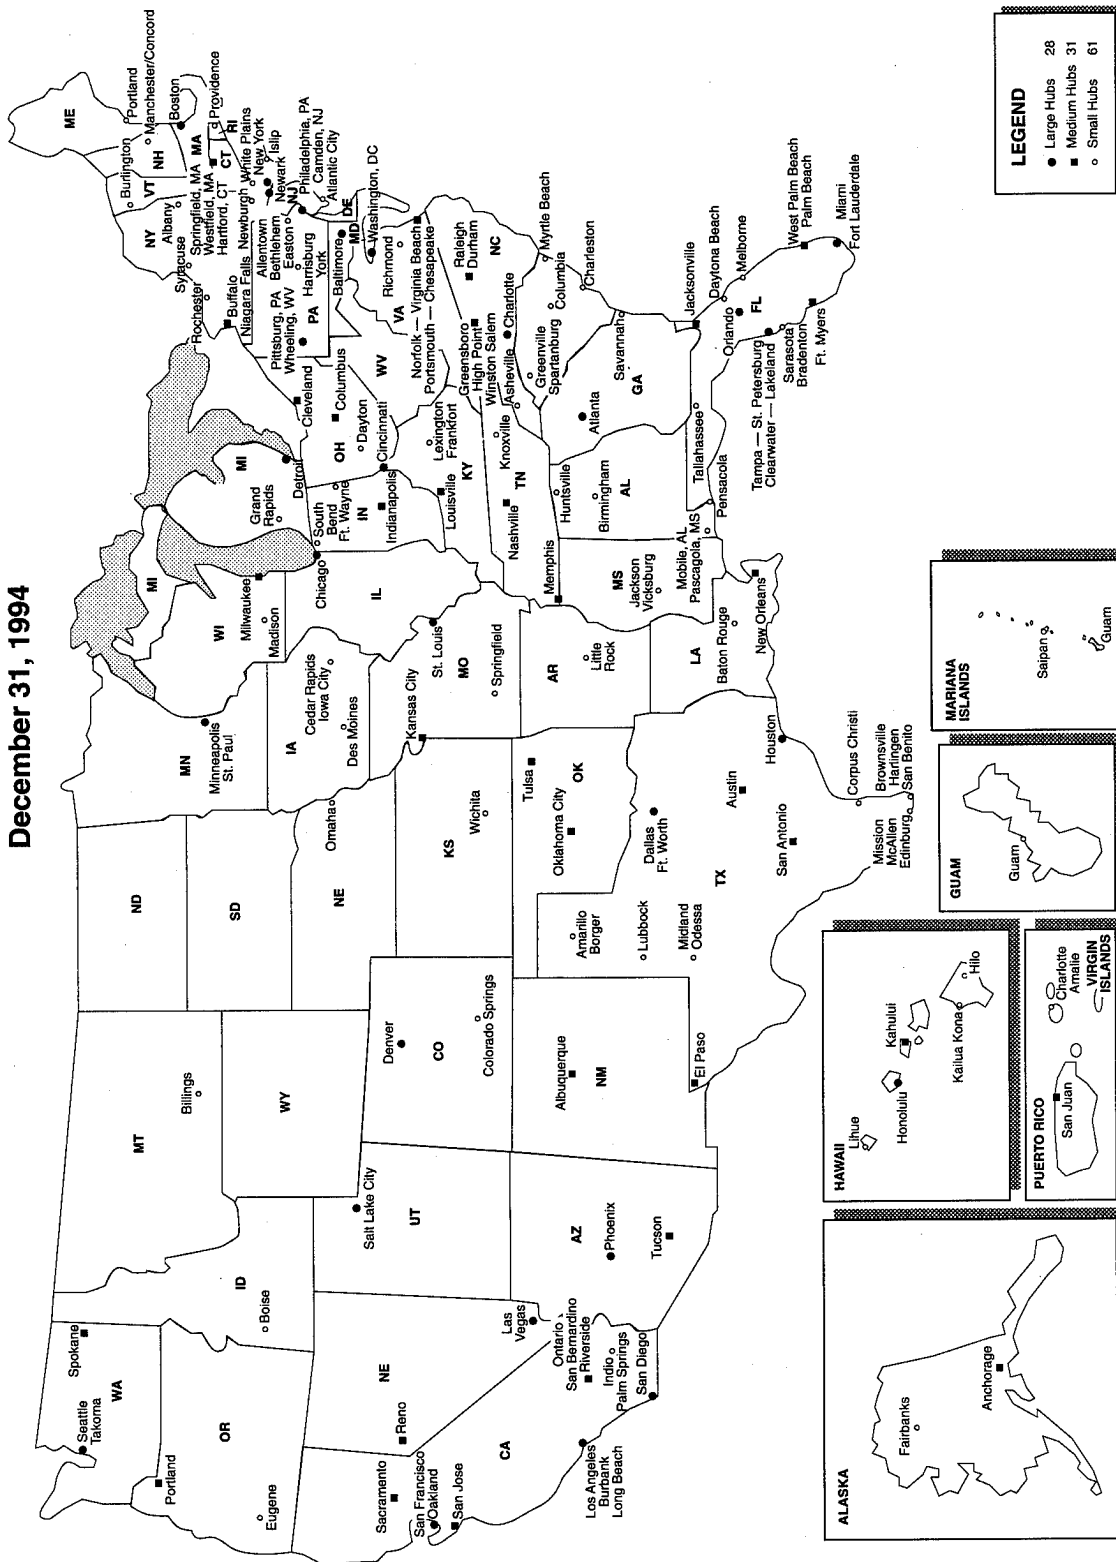 December 31, 1994
WA
Seattle
Takoma
Spokane
Portland
OR
Eugene
ID
Boise
MT
Billings
WY
ND
SD
NE
Omaha
MN
Minneapolis
St. Paul
WI
Milwaukee
Madison
MI
MI
Grand
Rapids
Detroit
IA
Cedar Rapids
Iowa City
Des Moines
IL
Chicago
IN
South
Bend
Ft. Wayne
Indianapolis
OH
Cleveland
Columbus
Dayton
Cincinnati
NE
Reno
Las
Vegas
CA
Sacramento
San Francisco
Oakland
San Jose
Los Angeles
Burbank
Long Beach
Ontario
San Bernardino
Riverside
Indio
Palm Springs
San Diego
UT
Salt Lake City
AZ
Phoenix
Tucson
CO
Denver
Colorado Springs
NM
Albuquerque
El Paso
KS
Wichita
Kansas City
MO
St. Louis
Springfield
OK
Tulsa
Oklahoma City
TX
Amarillo
Borger
Lubbock
Midland
Odessa
Dallas
Ft. Worth
Austin
San Antonio
Houston
Corpus Christi
Brownsville
Harlingen
San Benito
Mission
McAllen
Edinburg
AR
Little
Rock
LA
Baton Rouge
New Orleans
MS
Jackson
Vicksburg
Mobile, AL
Pascagoula, MS
Memphis
TN
Nashville
Knoxville
KY
Louisville
Lexington
Frankfort
AL
Huntsville
Birmingham
GA
Atlanta
Savannah
FL
Pensacola
Tallahassee
Jacksonville
Daytona Beach
Melborne
Orlando
Tampa — St. Petersburg
Clearwater — Lakeland
Sarasota
Bradenton
Ft. Myers
West Palm Beach
Palm Beach
Miami
Fort Lauderdale
Greenville
Spartanburg
Columbia
Charleston
Myrtle Beach
NC
Raleigh
Durham
Greensboro
High Point
Winston Salem
Charlotte
Asheville
VA
WV
Richmond
Norfolk — Virginia Beach
Portsmouth — Chesapeake
MD
DE
Baltimore
Washington, DC
PA
Pittsburg, PA
Wheeling, WV
Harrisburg
York
Allentown
Bethlehem
Easton
Philadelphia, PA
Camden, NJ
Atlantic City
NJ
Newark
New York
Islip
White Plains
Newburgh
NY
Niagara Falls
Buffalo
Rochester
Syracuse
Albany
VT
Burlington
NH
Manchester/Concord
ME
Portland
MA
Boston
Springfield, MA
Westfield, MA
Hartford, CT
CT
RI
Providence
ALASKA
Fairbanks
Anchorage
HAWAII
Lihue
Honolulu
Kahului
Kailua Kona
Hilo
PUERTO RICO
San Juan
Charlotte
Amalie
VIRGIN
ISLANDS
GUAM
Guam
MARIANA
ISLANDS
Saipan
Guam
LEGEND
Large Hubs 28
Medium Hubs 31
Small Hubs 61